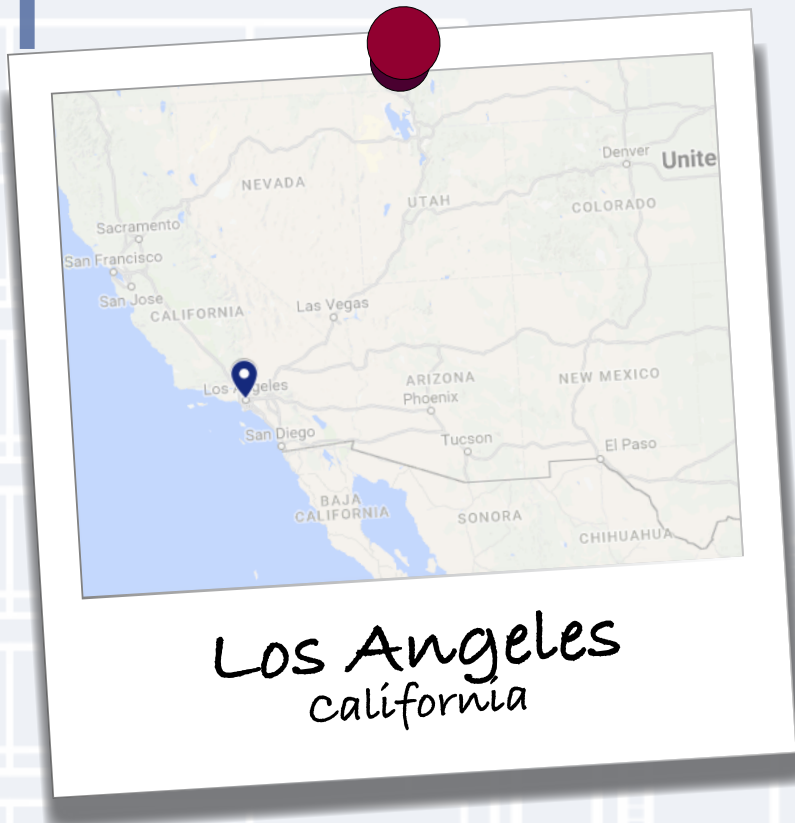 Denver
Unite
NEVADA
UTAH
COLORADO
Sacramento
San Francisco
San Jose
CALIFORNIA
Las Vegas
Los Angeles
ARIZONA
NEW MEXICO
Phoenix
San Diego
Tucson
El Paso
BAJA
CALIFORNIA
SONORA
CHIHUAHUA
Los Angeles
California